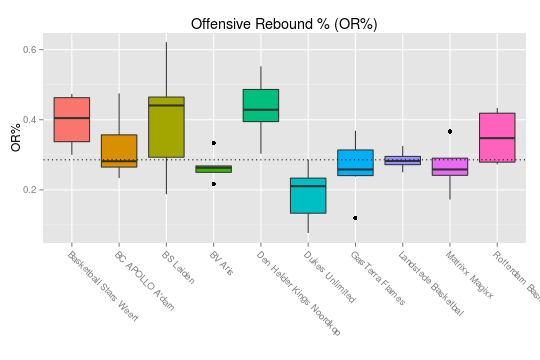 Offensive Rebound % (OR%)
OR%
0.6
0.4
0.2
Basketball Stars Weert
BC APOLLO A'dam
BS Leiden
BV Aris
Den Helder Kings Noordkop
Dukes Unlimited
GasTerra Flames
Landstede Basketbal
Matrixx Magixx
Rotterdam Bas